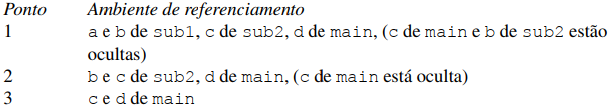 Ponto Ambiente de referenciamento
1 a e b de sub1, c de sub2, d de main, (c de main e b de sub2 estão
ocultas)
2 b e c de sub2, d de main, (c de main está oculta)
3 c e d de main